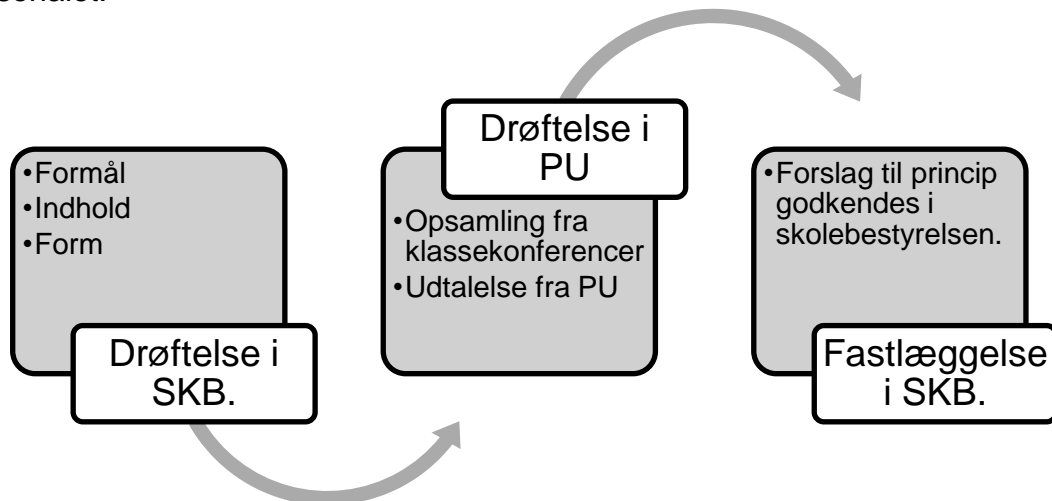 •Formål
•Indhold
•Form
Drøftelse i
SKB.
Drøftelse i
PU
•Opsamling fra
klassekonferencer
•Udtalelse fra PU
•Forslag til princip
godkendes i
skolebestyrelsen.
Fastlæggelse
i SKB.